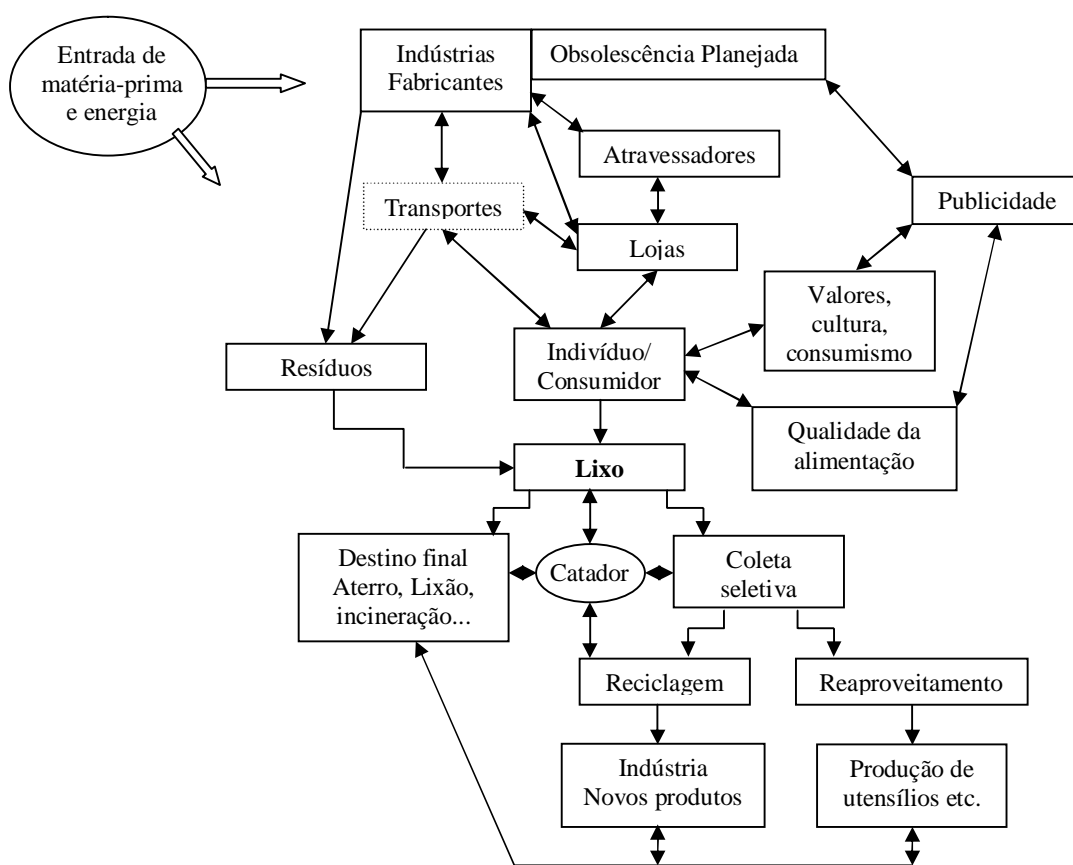 Entrada de
matéria-prima
e energia
Indústrias
Fabricantes
Obsolescência Planejada
Atravessadores
Publicidade
Transportes
Lojas
Valores,
cultura,
consumismo
Resíduos
Indivíduo/
Consumidor
Qualidade da
alimentação
Lixo
Destino final
Aterro, Lixão,
incineração...
Catador
Coleta
seletiva
Reciclagem
Reaproveitamento
Indústria
Novos produtos
Produção de
utensílios etc.